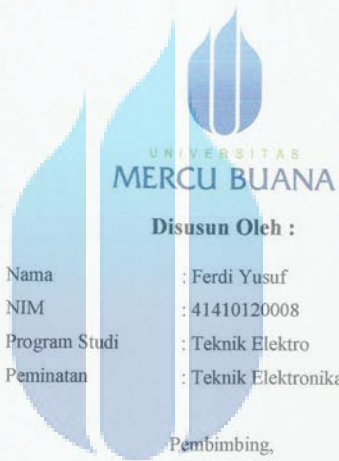 UNIVERSITAS
MERCU BUANA
Disusun Oleh :
Nama : Ferdi Yusuf
NIM : 41410120008
Program Studi : Teknik Elektro
Peminatan : Teknik Elektronika
Pembimbing,